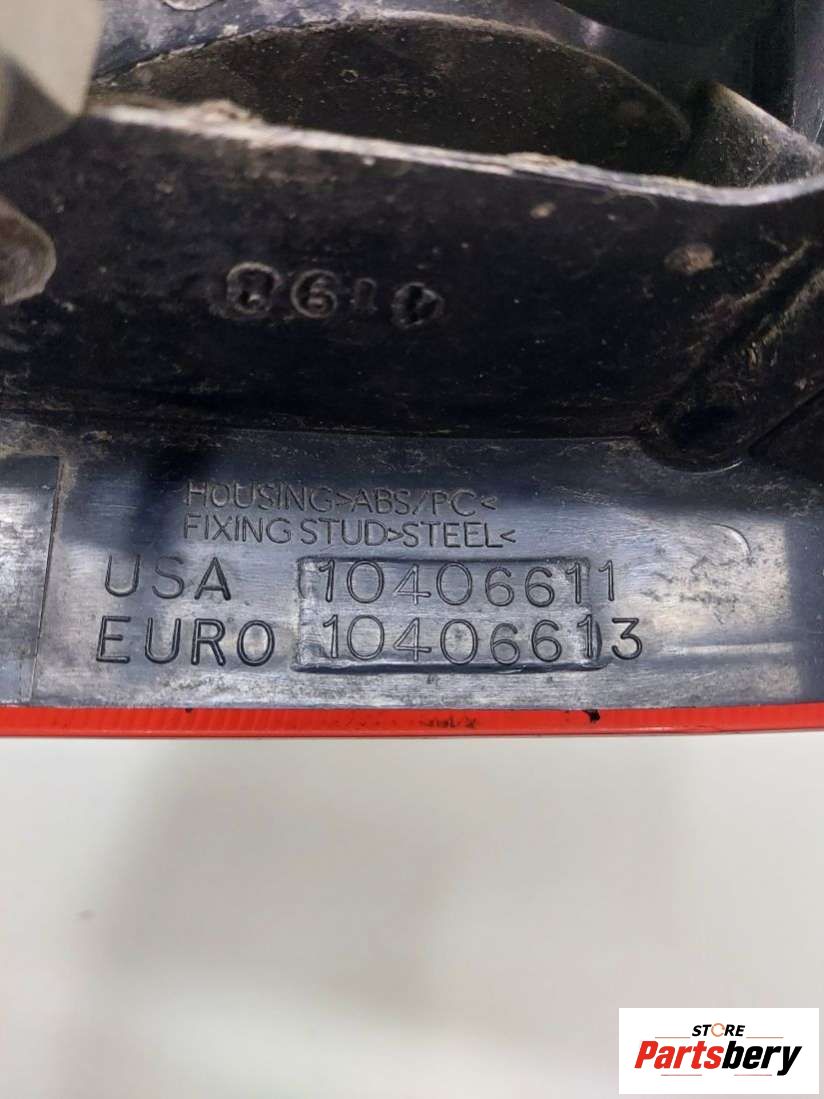 HOUSING>ABS/PC<
FIXING STUD>STEEL<
USA 10406611
EURO 10406613
STORE
Partsbery